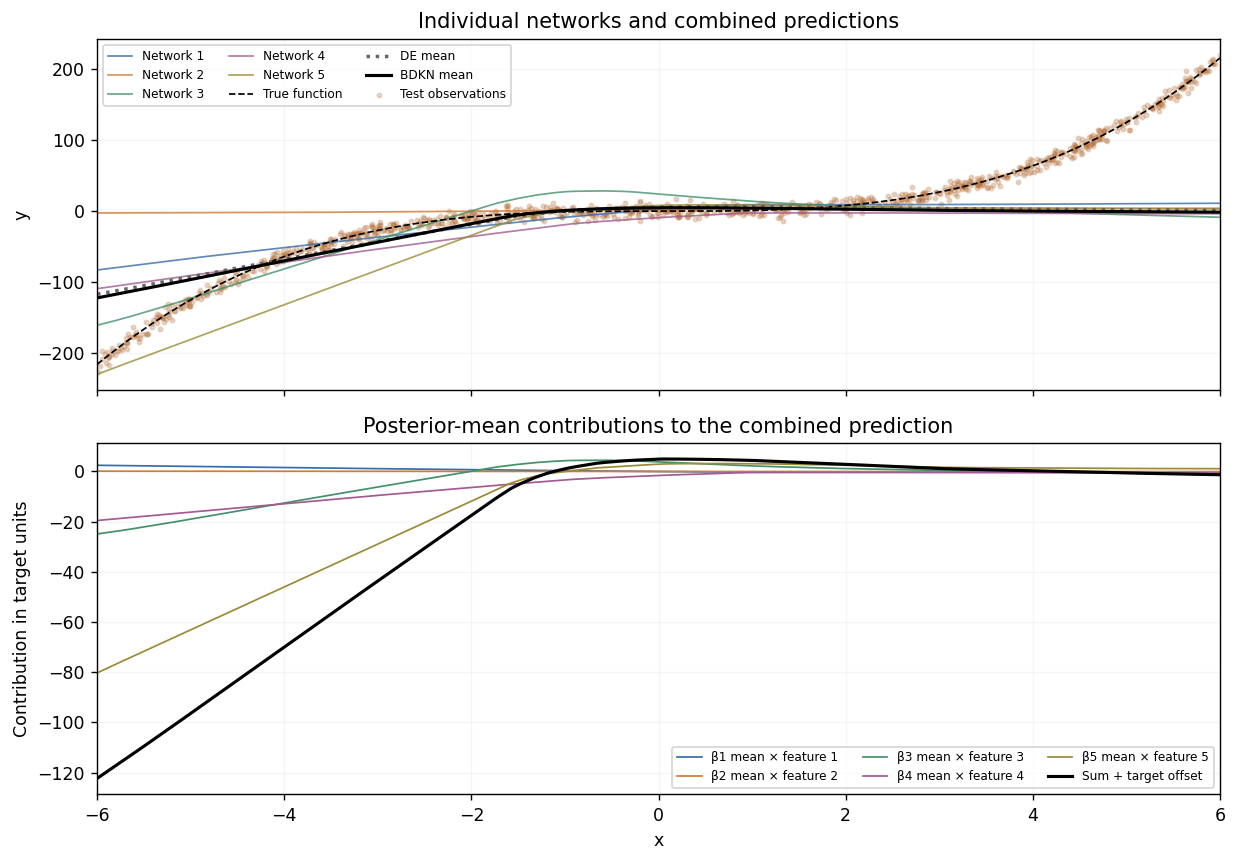 Individual networks and combined predictions
Network 1
Network 2
Network 3
Network 4
Network 5
True function
DE mean
BDKN mean
Test observations
y
200
100
0
−100
−200
Posterior-mean contributions to the combined prediction
Contribution in target units
0
−20
−40
−60
−80
−100
−120
β1 mean × feature 1
β2 mean × feature 2
β3 mean × feature 3
β4 mean × feature 4
β5 mean × feature 5
Sum + target offset
−6 −4 −2 0 2 4 6
x